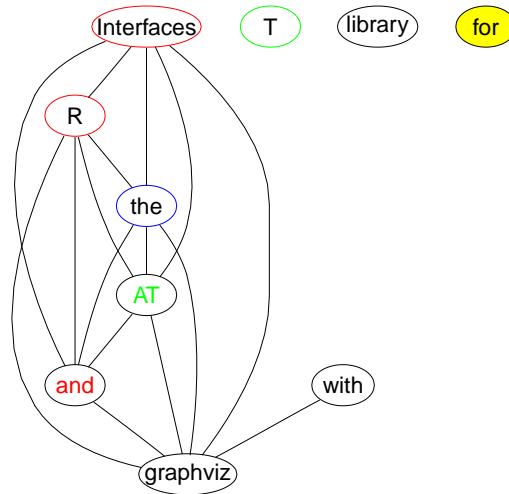 Interfaces T library for
R
the
AT
and with
graphviz